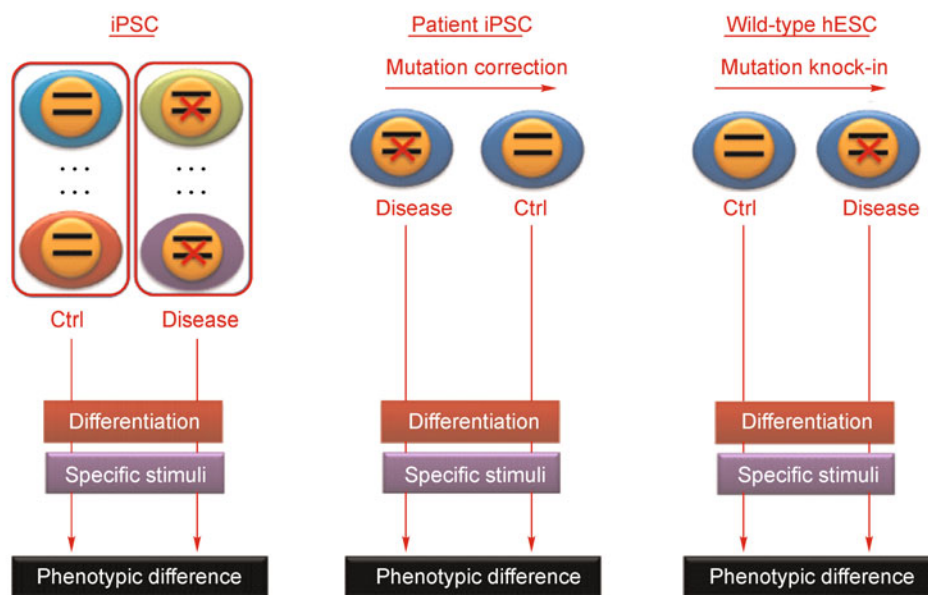 iPSC
... ...
... ...
Ctrl Disease
Differentiation
Specific stimuli
Phenotypic difference
Patient iPSC
Mutation correction
Disease Ctrl
Differentiation
Specific stimuli
Phenotypic difference
Wild-type hESC
Mutation knock-in
Ctrl Disease
Differentiation
Specific stimuli
Phenotypic difference